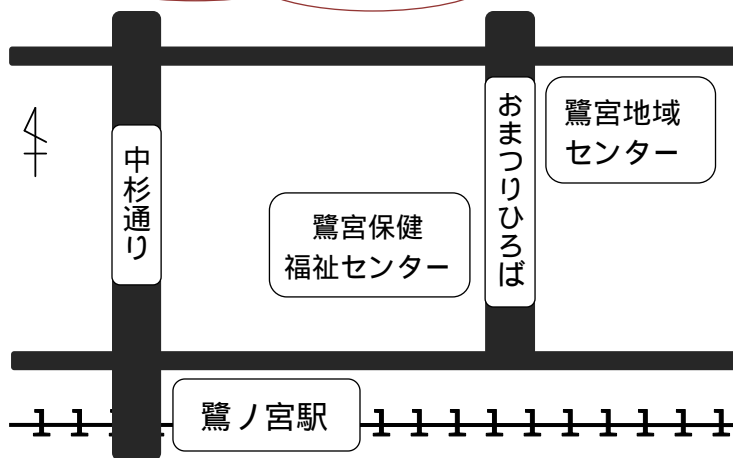 鷺宮地域
センター
おまつりひろば
中杉通り
鷺宮保健
福祉センター
鷺ノ宮駅